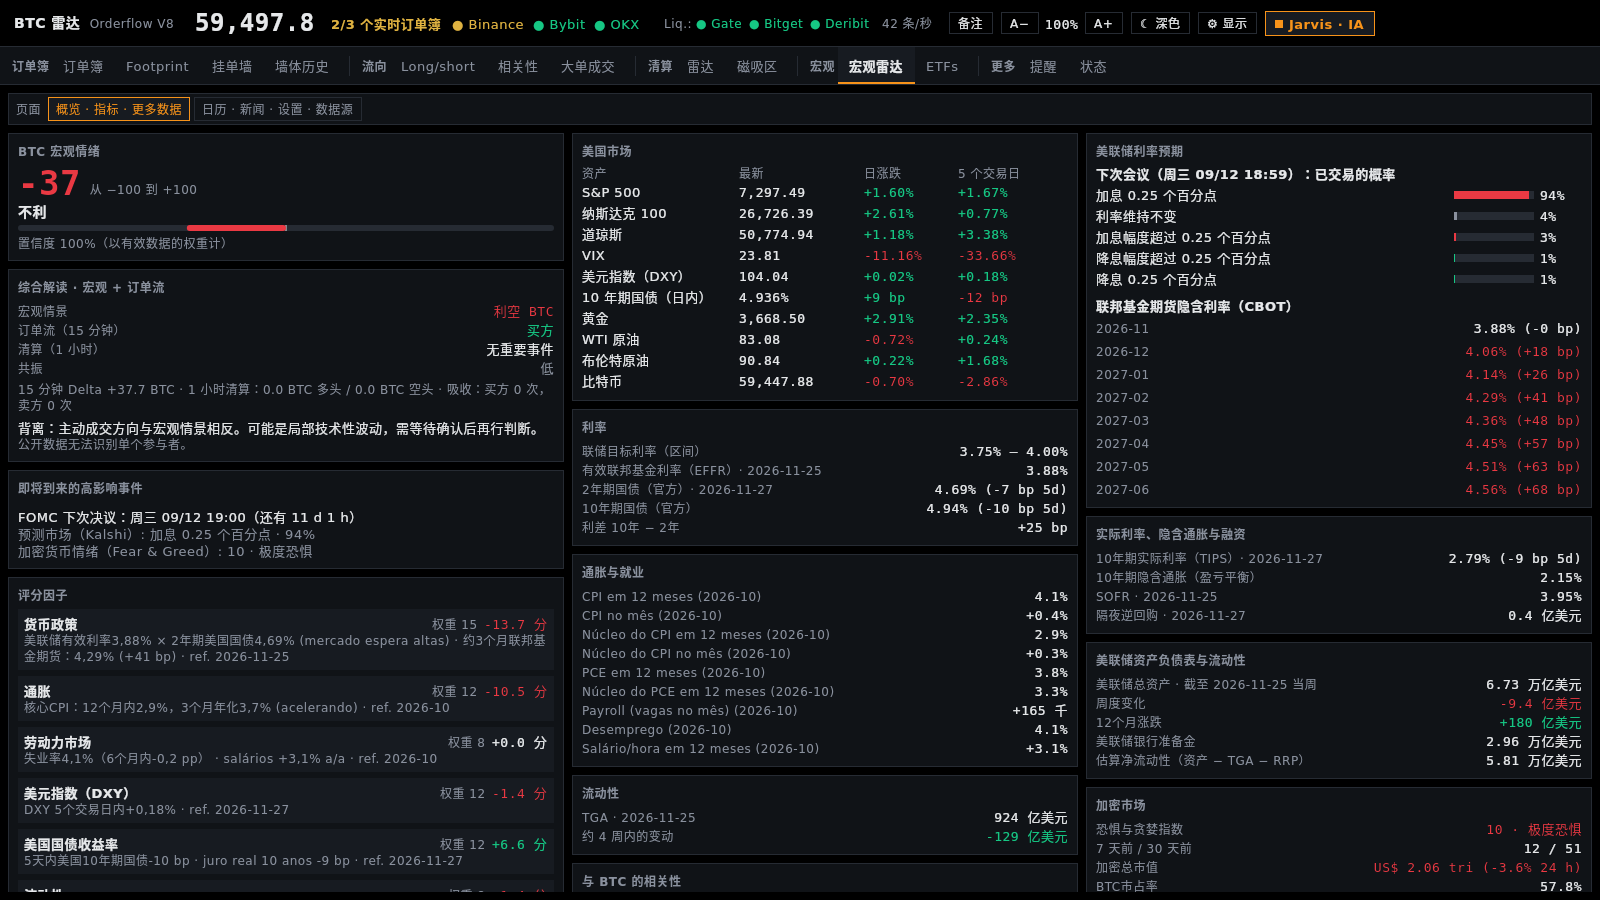 BTC 雷达 Orderflow V8 59,497.8 2/3 个实时订单簿 Binance Bybit OKX Liq.: Gate Bitget Deribit 42 条/秒 备注 A− 100% A+ ☾ 深色 ⚙ 显示 Jarvis · IA
订单簿 订单簿 Footprint 挂单墙 墙体历史 流向 Long/short 相关性 大单成交 清算 雷达 磁吸区 宏观 宏观雷达 ETFs 更多 提醒 状态
页面 概览 · 指标 · 更多数据 日历 · 新闻 · 设置 · 数据源
BTC 宏观情绪
-37 从 −100 到 +100
不利
置信度 100%（以有效数据的权重计）
综合解读 · 宏观 + 订单流
宏观情景 利空 BTC
订单流（15 分钟） 买方
清算（1 小时） 无重要事件
共振 低
15 分钟 Delta +37.7 BTC · 1 小时清算：0.0 BTC 多头 / 0.0 BTC 空头 · 吸收：买方 0 次，
卖方 0 次
背离：主动成交方向与宏观情景相反。可能是局部技术性波动，需等待确认后再行判断。
公开数据无法识别单个参与者。
即将到来的高影响事件
FOMC 下次决议：周三 09/12 19:00（还有 11 d 1 h）
预测市场（Kalshi）: 加息 0.25 个百分点 · 94%
加密货币情绪（Fear & Greed）: 10 · 极度恐惧
评分因子
货币政策 权重 15 -13.7 分
美联储有效利率3,88% × 2年期美国国债4,69% (mercado espera altas) · 约3个月联邦基
金期货：4,29% (+41 bp) · ref. 2026-11-25
通胀 权重 12 -10.5 分
核心CPI：12个月内2,9%，3个月年化3,7% (acelerando) · ref. 2026-10
劳动力市场 权重 8 +0.0 分
失业率4,1%（6个月内-0,2 pp） · salários +3,1% a/a · ref. 2026-10
美元指数（DXY） 权重 12 -1.4 分
DXY 5个交易日内+0,18% · ref. 2026-11-27
美国国债收益率 权重 12 +6.6 分
5天内美国10年期国债-10 bp · juro real 10 anos -9 bp · ref. 2026-11-27
美国市场
资产 最新 日涨跌 5 个交易日
S&P 500 7,297.49 +1.60% +1.67%
纳斯达克 100 26,726.39 +2.61% +0.77%
道琼斯 50,774.94 +1.18% +3.38%
VIX 23.81 -11.16% -33.66%
美元指数（DXY） 104.04 +0.02% +0.18%
10 年期国债（日内） 4.936% +9 bp -12 bp
黄金 3,668.50 +2.91% +2.35%
WTI 原油 83.08 -0.72% +0.24%
布伦特原油 90.84 +0.22% +1.68%
比特币 59,447.88 -0.70% -2.86%
利率
联储目标利率（区间） 3.75% – 4.00%
有效联邦基金利率（EFFR）· 2026-11-25 3.88%
2年期国债（官方）· 2026-11-27 4.69% (-7 bp 5d)
10年期国债（官方） 4.94% (-10 bp 5d)
利差 10年 − 2年 +25 bp
通胀与就业
CPI em 12 meses (2026-10) 4.1%
CPI no mês (2026-10) +0.4%
Núcleo do CPI em 12 meses (2026-10) 2.9%
Núcleo do CPI no mês (2026-10) +0.3%
PCE em 12 meses (2026-10) 3.8%
Núcleo do PCE em 12 meses (2026-10) 3.3%
Payroll (vagas no mês) (2026-10) +165 千
Desemprego (2026-10) 4.1%
Salário/hora em 12 meses (2026-10) +3.1%
流动性
TGA · 2026-11-25 924 亿美元
约 4 周内的变动 -129 亿美元
与 BTC 的相关性
美联储利率预期
下次会议（周三 09/12 18:59）：已交易的概率
加息 0.25 个百分点 94%
利率维持不变 4%
加息幅度超过 0.25 个百分点 3%
降息幅度超过 0.25 个百分点 1%
降息 0.25 个百分点 1%
联邦基金期货隐含利率（CBOT）
2026-11 3.88% (-0 bp)
2026-12 4.06% (+18 bp)
2027-01 4.14% (+26 bp)
2027-02 4.29% (+41 bp)
2027-03 4.36% (+48 bp)
2027-04 4.45% (+57 bp)
2027-05 4.51% (+63 bp)
2027-06 4.56% (+68 bp)
实际利率、隐含通胀与融资
10年期实际利率（TIPS）· 2026-11-27 2.79% (-9 bp 5d)
10年期隐含通胀（盈亏平衡） 2.15%
SOFR · 2026-11-25 3.95%
隔夜逆回购 · 2026-11-27 0.4 亿美元
美联储资产负债表与流动性
美联储总资产 · 截至 2026-11-25 当周 6.73 万亿美元
周度变化 -9.4 亿美元
12个月涨跌 +180 亿美元
美联储银行准备金 2.96 万亿美元
估算净流动性（资产 − TGA − RRP） 5.81 万亿美元
加密市场
恐惧与贪婪指数 10 · 极度恐惧
7 天前 / 30 天前 12 / 51
加密总市值 US$ 2.06 tri (-3.6% 24 h)
BTC市占率 57.8%